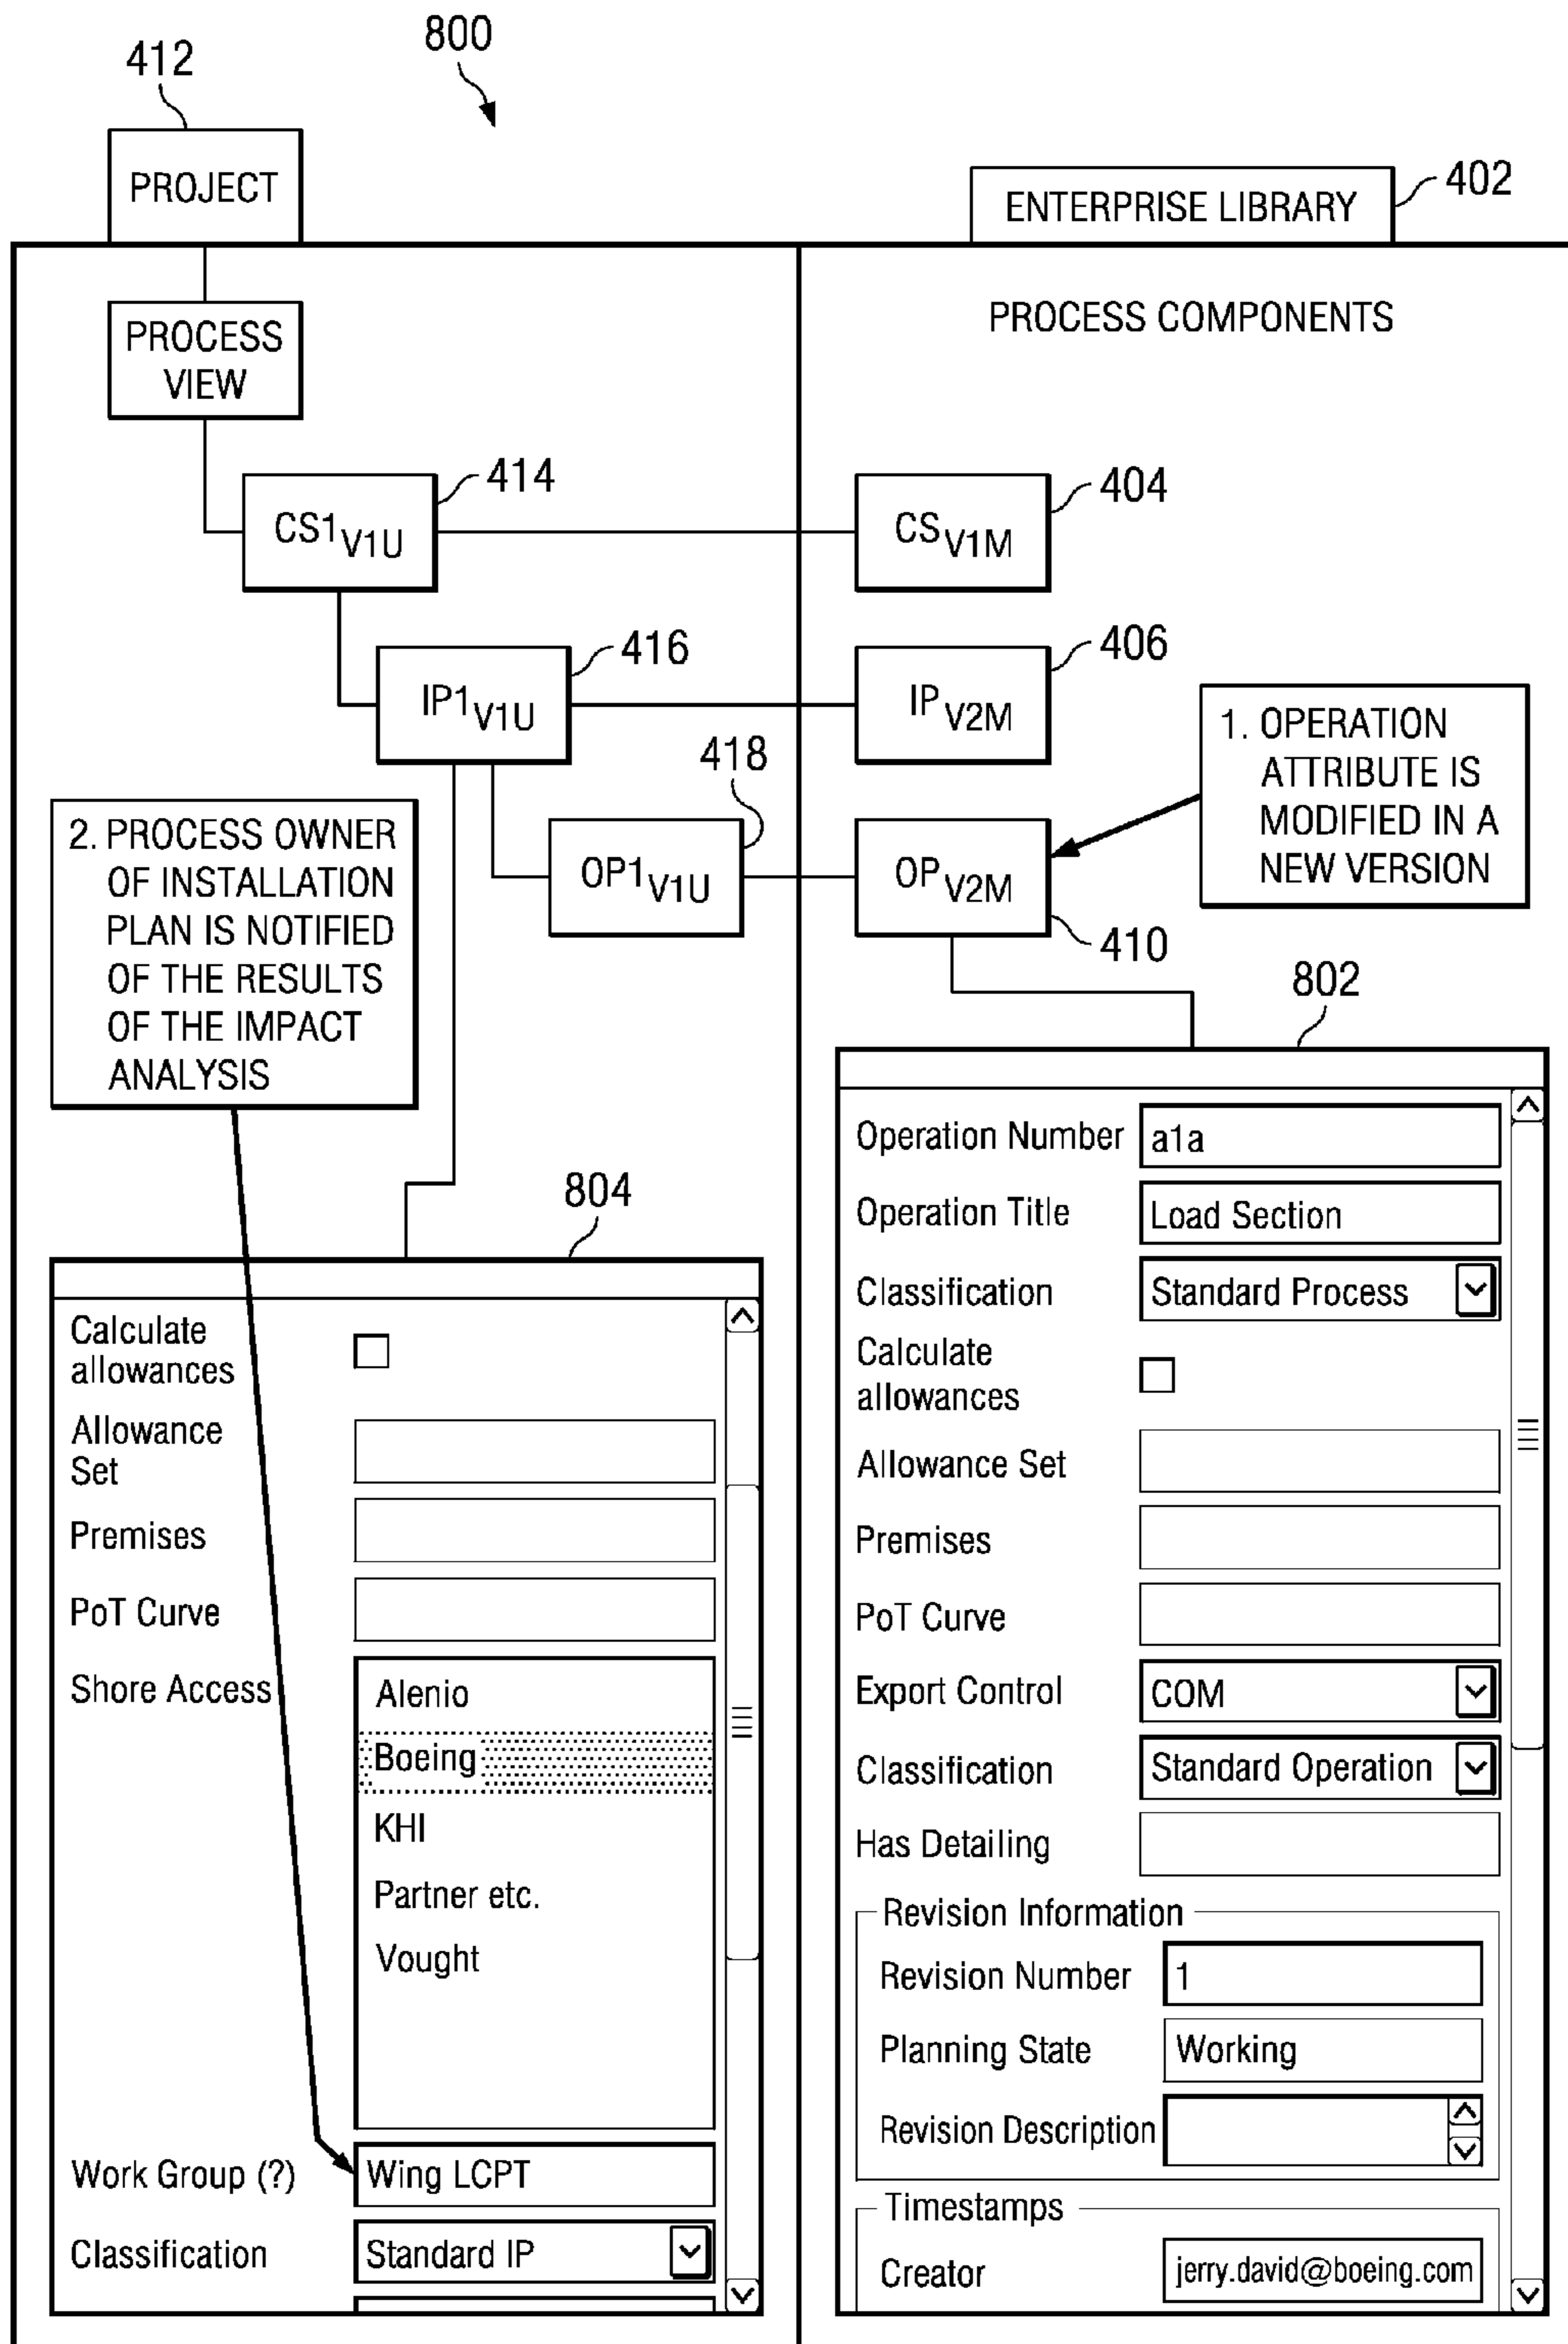 800
412
PROJECT
402
ENTERPRISE LIBRARY
PROCESS
VIEW
PROCESS COMPONENTS
414
CS1V1U
404
CSV1M
416
IP1V1U
406
IPV2M
1. OPERATION
ATTRIBUTE IS
MODIFIED IN A
NEW VERSION
418
OP1V1U
OPV2M
410
2. PROCESS OWNER
OF INSTALLATION
PLAN IS NOTIFIED
OF THE RESULTS
OF THE IMPACT
ANALYSIS
804
Calculate
allowances
Allowance
Set
Premises
PoT Curve
Shore Access
Alenio
Boeing
KHI
Partner etc.
Vought
Work Group (?) Wing LCPT
Classification Standard IP
802
Operation Number a1a
Operation Title Load Section
Classification Standard Process
Calculate
allowances
Allowance Set
Premises
PoT Curve
Export Control COM
Classification Standard Operation
Has Detailing
Revision Information
Revision Number 1
Planning State Working
Revision Description
Timestamps
Creator jerry.david@boeing.com